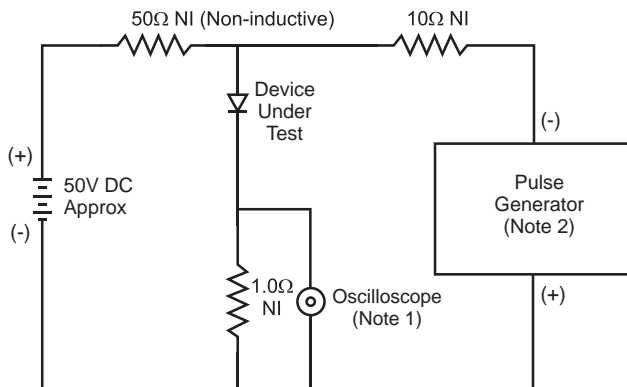 50Ω NI (Non-inductive)
10Ω NI
Device
Under
Test
(+)
50V DC
Approx
(-)
(-)
Pulse
Generator
(Note 2)
(+)
1.0Ω
NI
Oscilloscope
(Note 1)